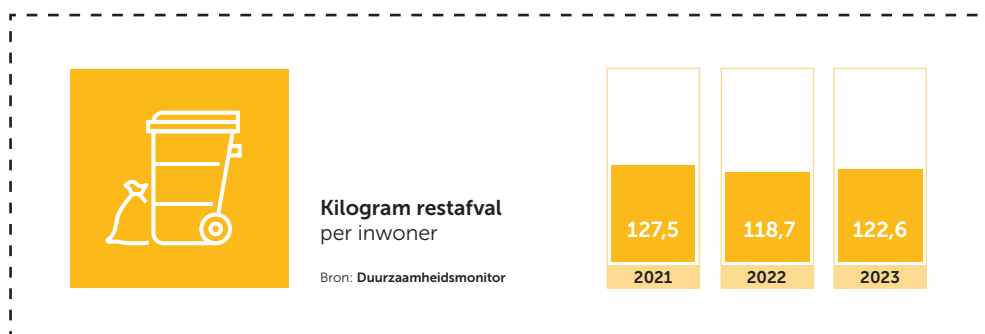 Kilogram restafval
per inwoner
Bron: Duurzaamheidsmonitor
127,5 118,7 122,6
2021 2022 2023